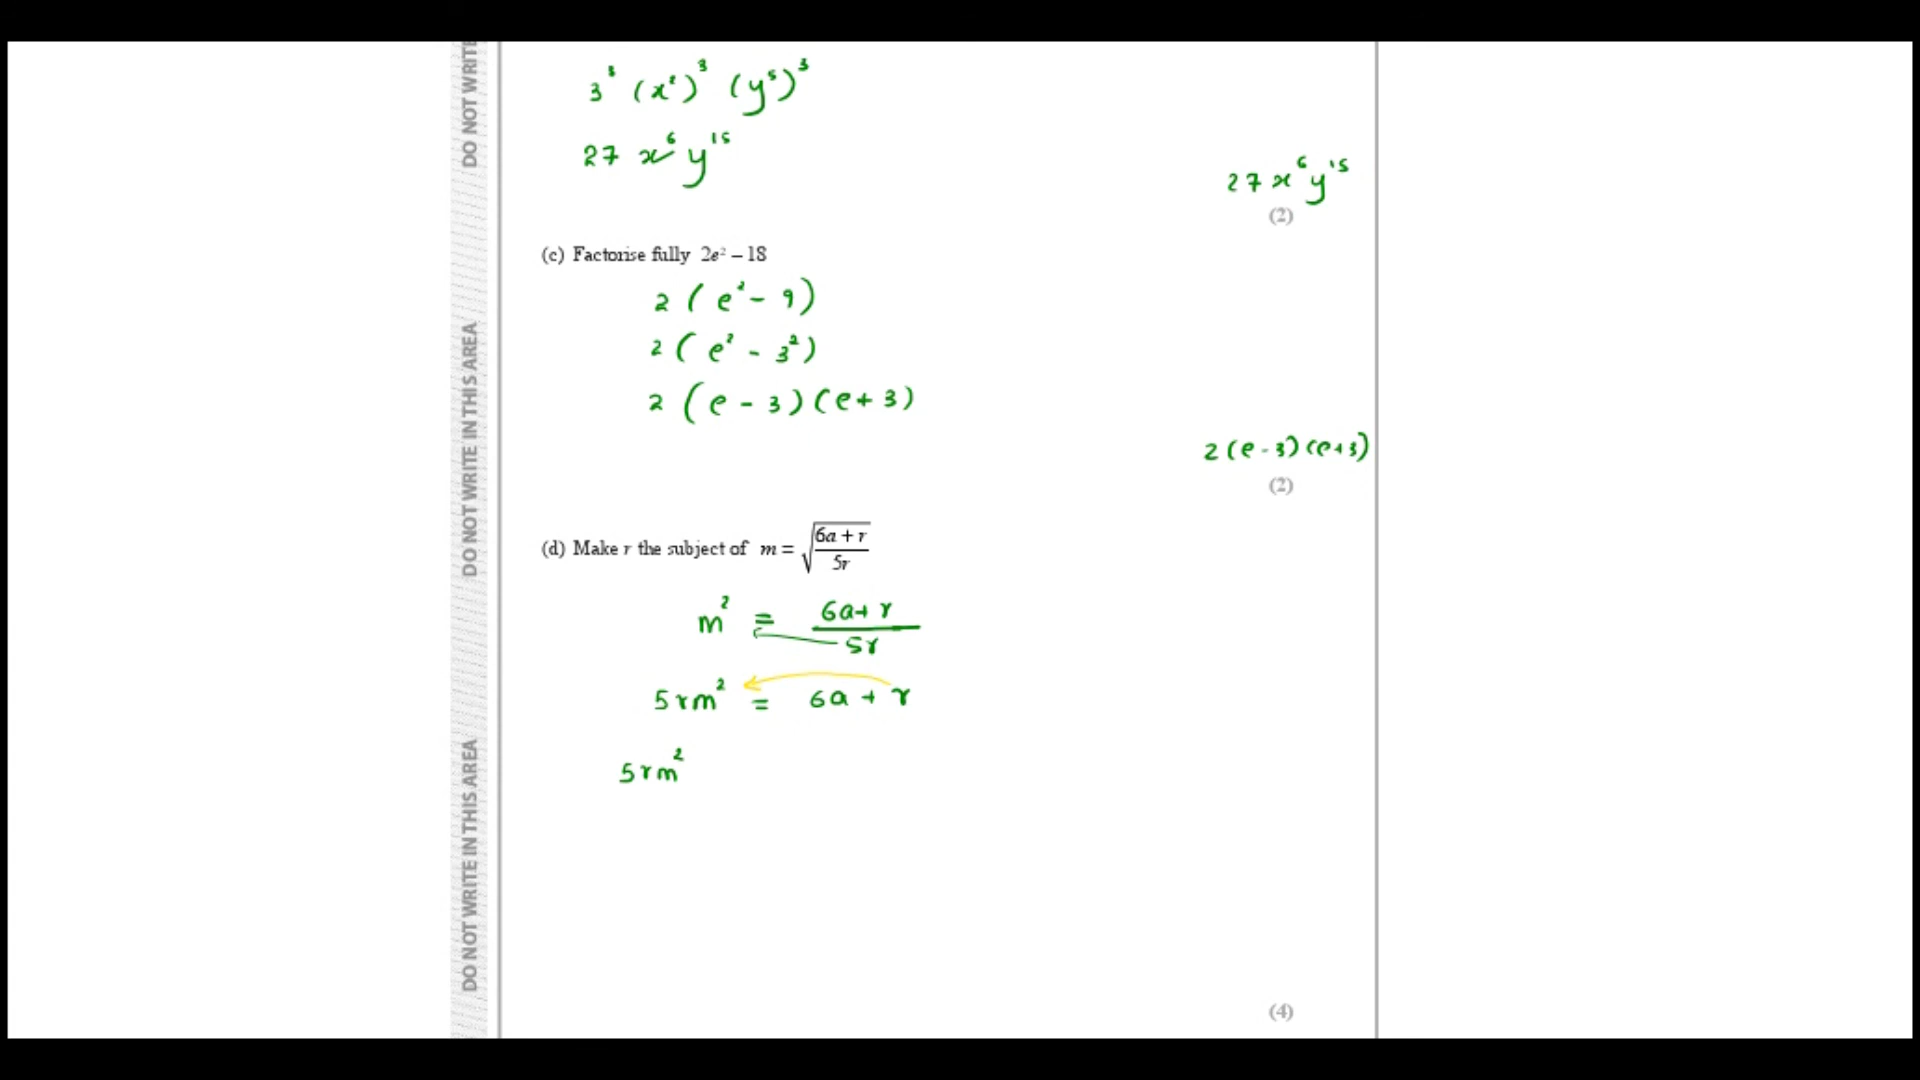 3³ (x²)³ (y⁵)³
27 x⁶ y¹⁵
27 x⁶ y¹⁵
(2)
(c) Factorise fully 2e² – 18
2 ( e² - 9 )
2 ( e² - 3² )
2 ( e - 3 ) ( e + 3 )
2 ( e - 3 ) ( e + 3 )
(2)
(d) Make r the subject of m = √((6a + r)/(5r))
m² = (6a + r)/(5r)
5rm² = 6a + r
5rm²
(4)
DO NOT WRITE
DO NOT WRITE IN THIS AREA
DO NOT WRITE IN THIS AREA